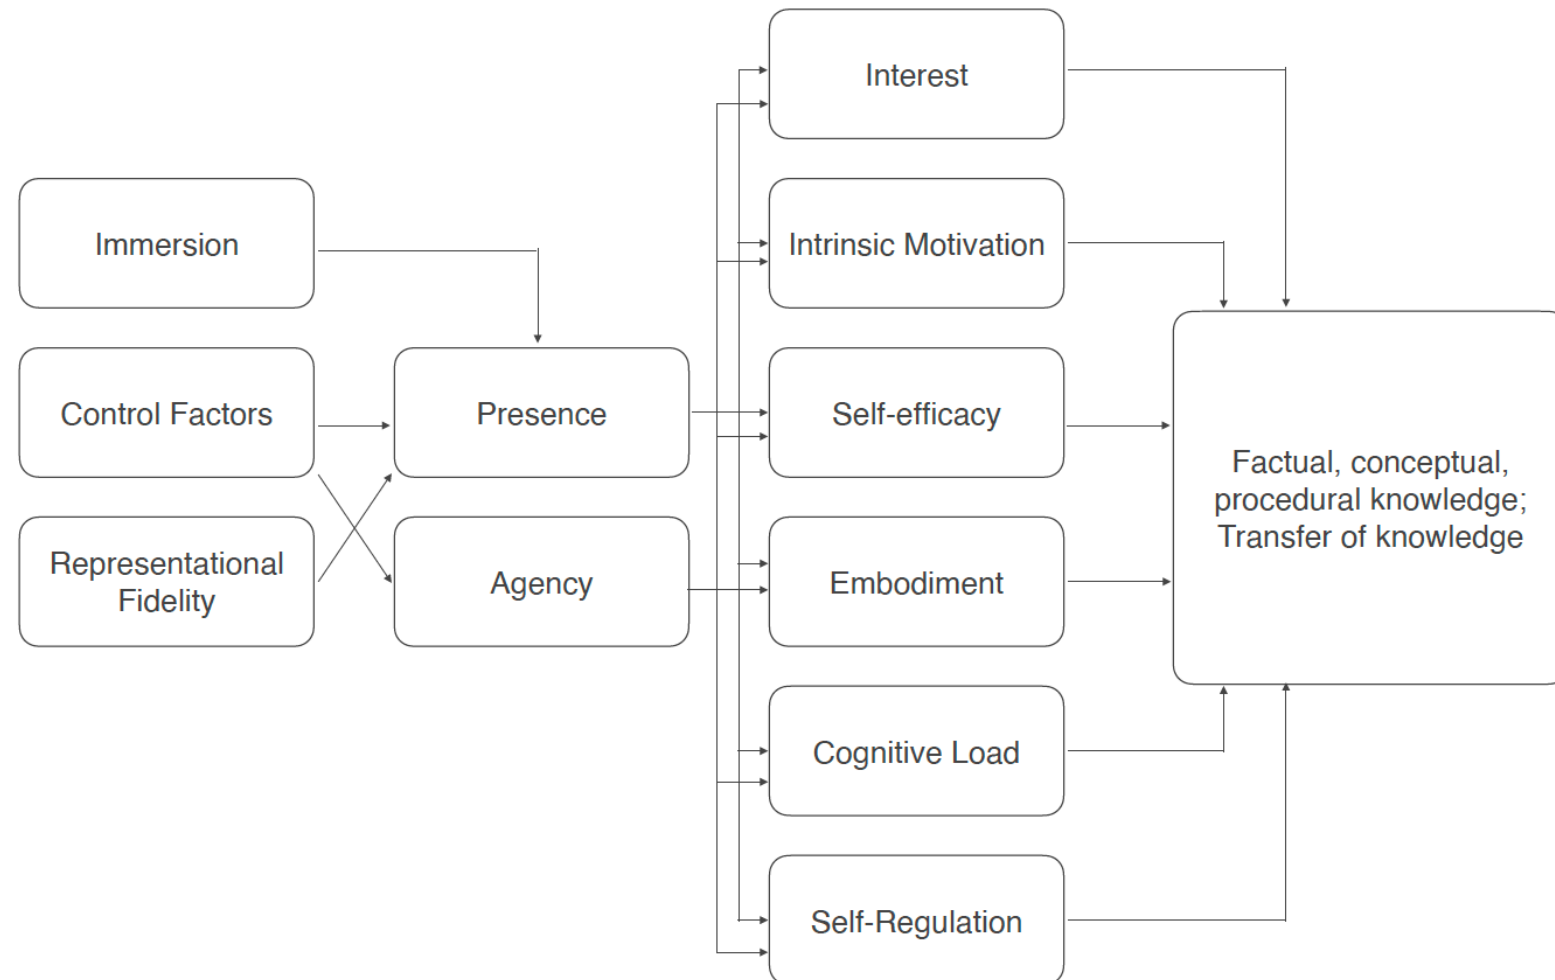 Interest
Immersion
Intrinsic Motivation
Control Factors
Presence
Self-efficacy
Factual, conceptual,
procedural knowledge;
Transfer of knowledge
Representational
Fidelity
Agency
Embodiment
Cognitive Load
Self-Regulation